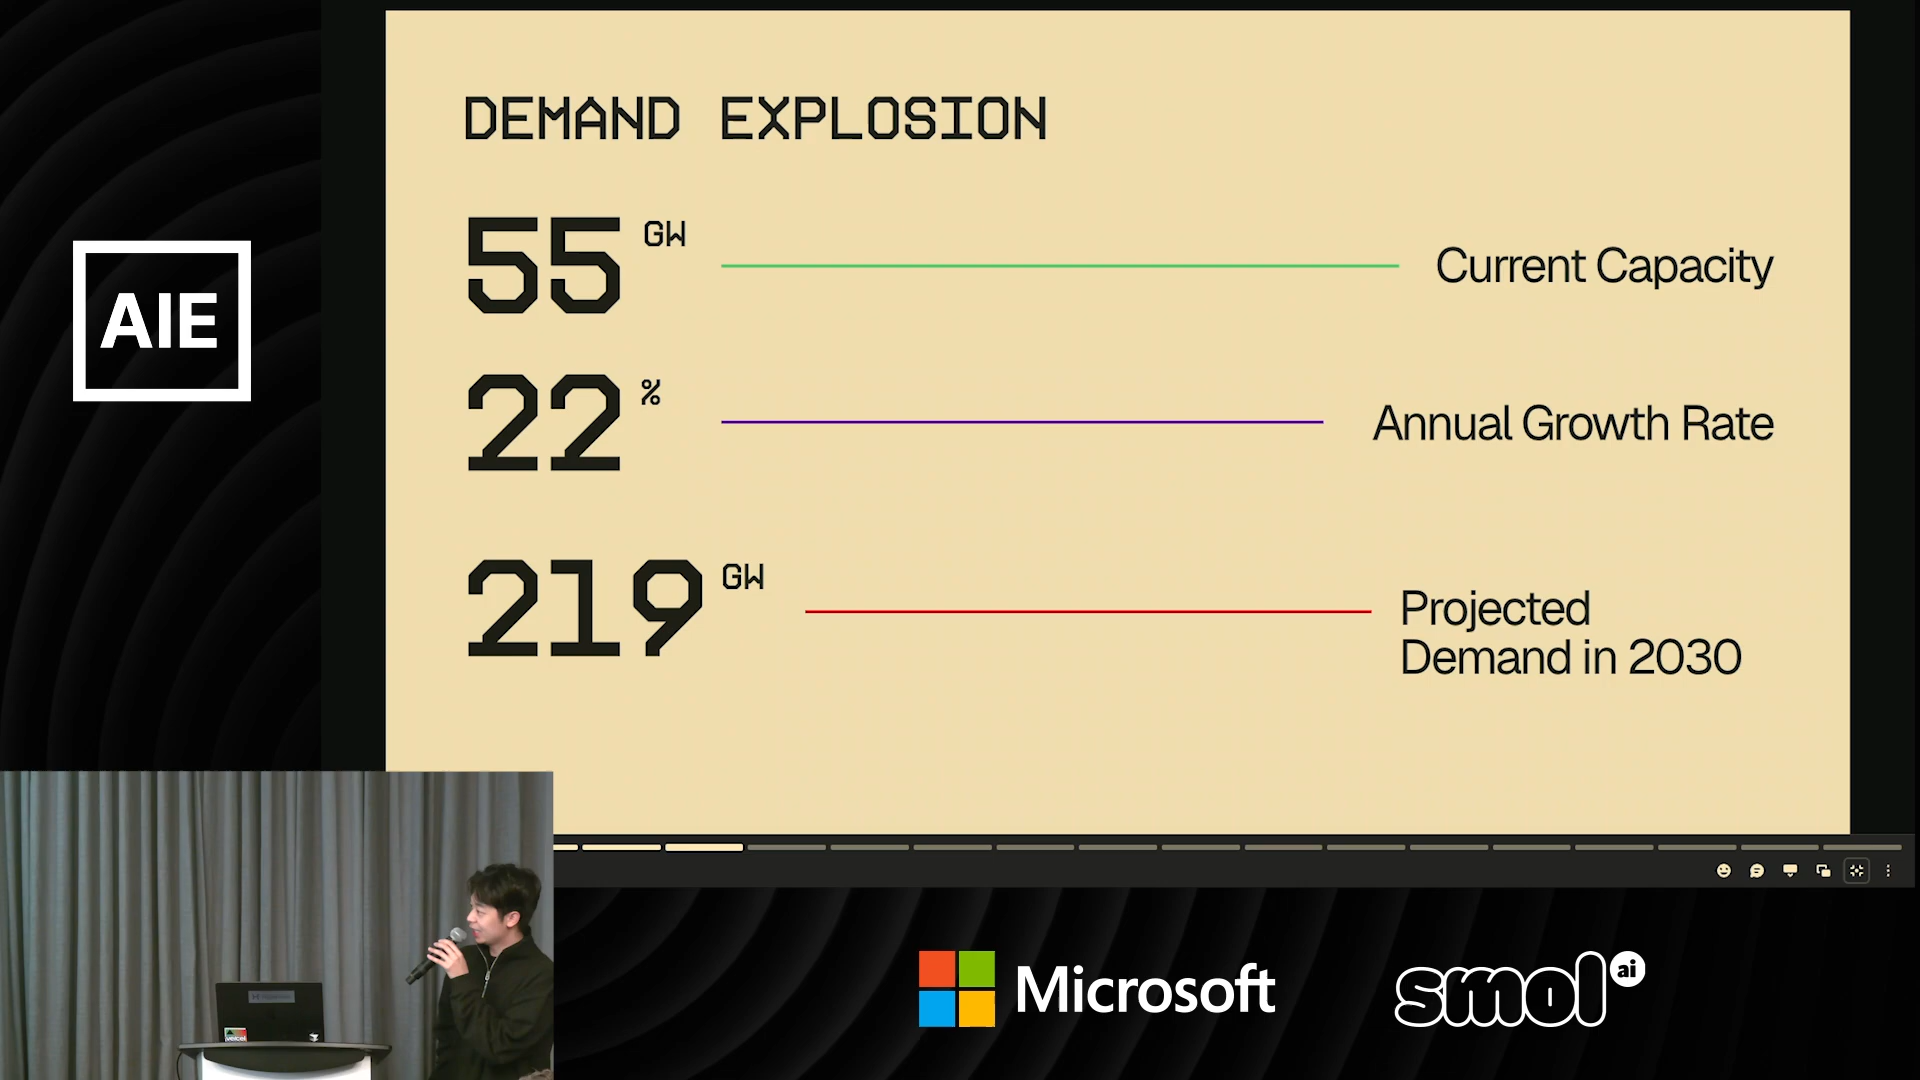 AIE
DEMAND EXPLOSION
55 GW
Current Capacity
22 %
Annual Growth Rate
219 GW
Projected
Demand in 2030
vercel
Microsoft
smol ai